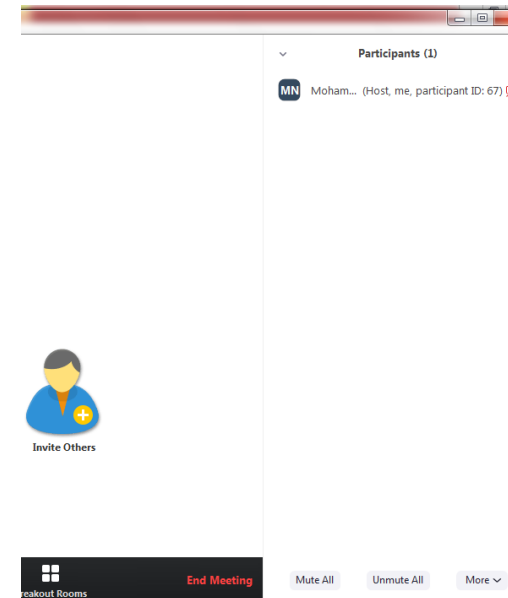 Participants (1)
MN Moham... (Host, me, participant ID: 67)
Invite Others
reakout Rooms
End Meeting
Mute All
Unmute All
More